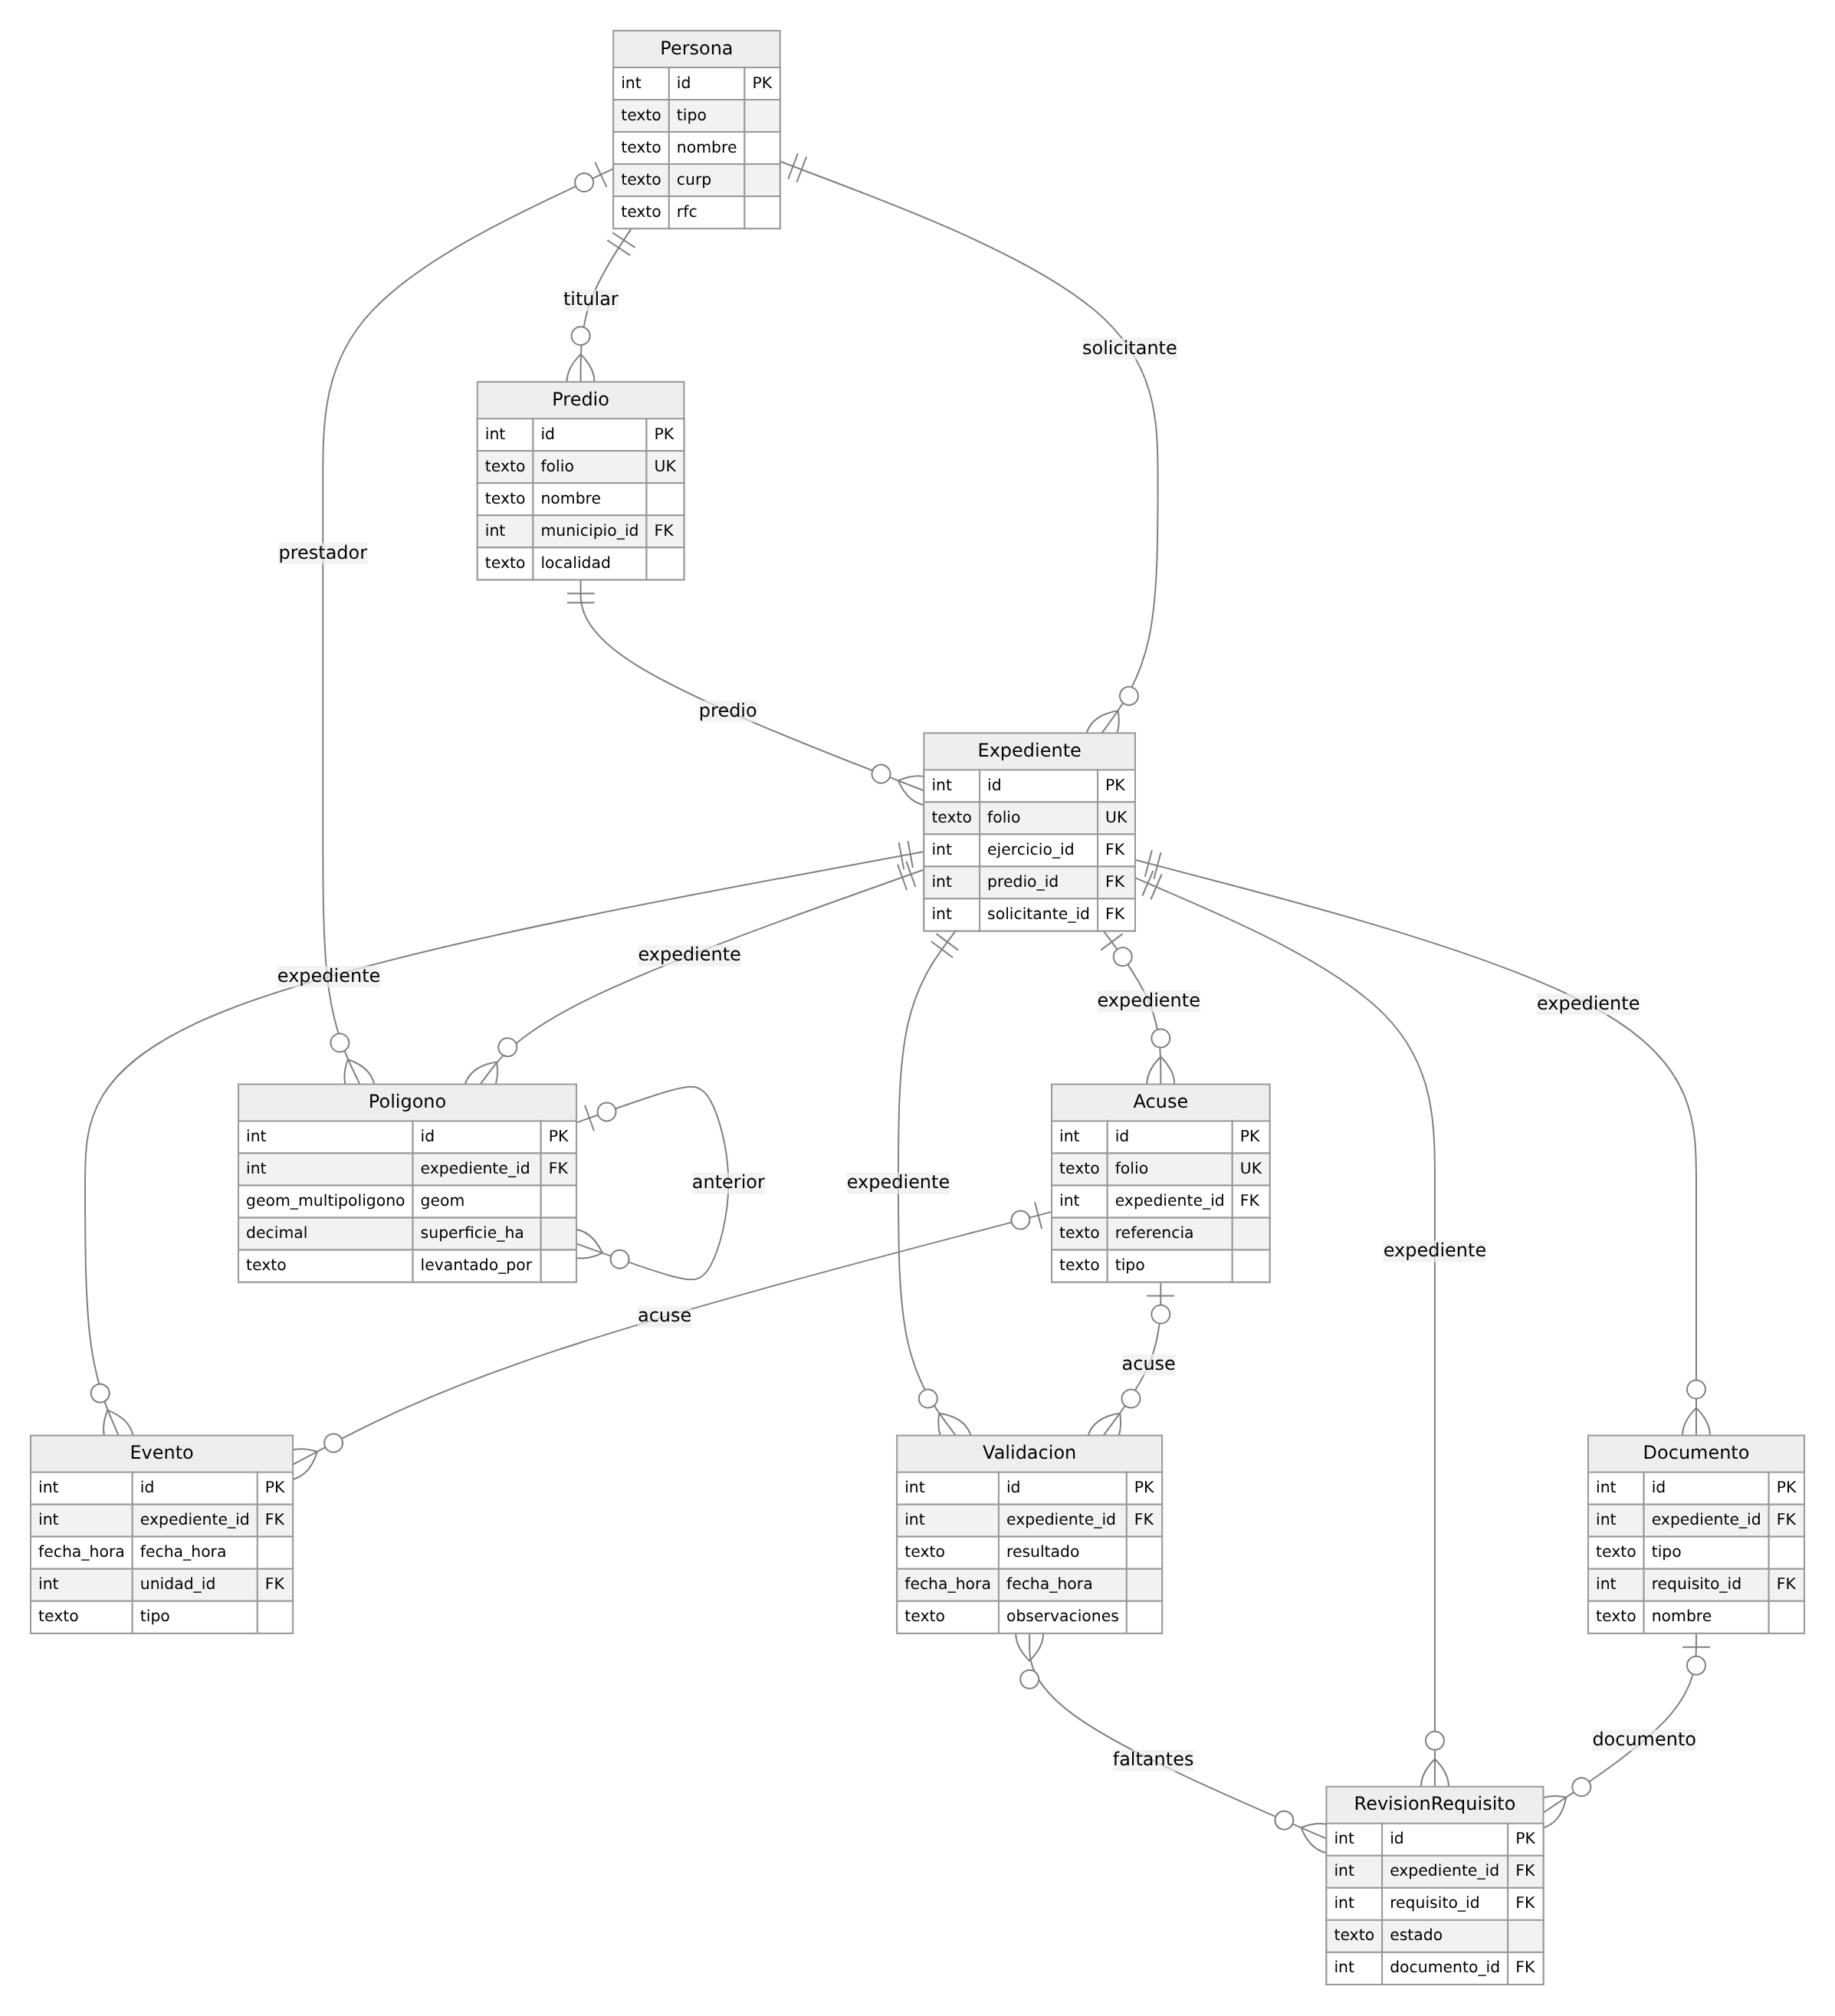 Persona
int id PK
texto tipo
texto nombre
texto curp
texto rfc
titular
solicitante
Predio
int id PK
texto folio UK
texto nombre
int municipio_id FK
texto localidad
prestador
predio
Expediente
int id PK
texto folio UK
int ejercicio_id FK
int predio_id FK
int solicitante_id FK
expediente
expediente
expediente
expediente
Poligono
int id PK
int expediente_id FK
geom_multipoligono geom
decimal superficie_ha
texto levantado_por
anterior
expediente
Acuse
int id PK
texto folio UK
int expediente_id FK
texto referencia
texto tipo
expediente
acuse
acuse
Evento
int id PK
int expediente_id FK
fecha_hora fecha_hora
int unidad_id FK
texto tipo
Validacion
int id PK
int expediente_id FK
texto resultado
fecha_hora fecha_hora
texto observaciones
Documento
int id PK
int expediente_id FK
texto tipo
int requisito_id FK
texto nombre
faltantes
documento
RevisionRequisito
int id PK
int expediente_id FK
int requisito_id FK
texto estado
int documento_id FK